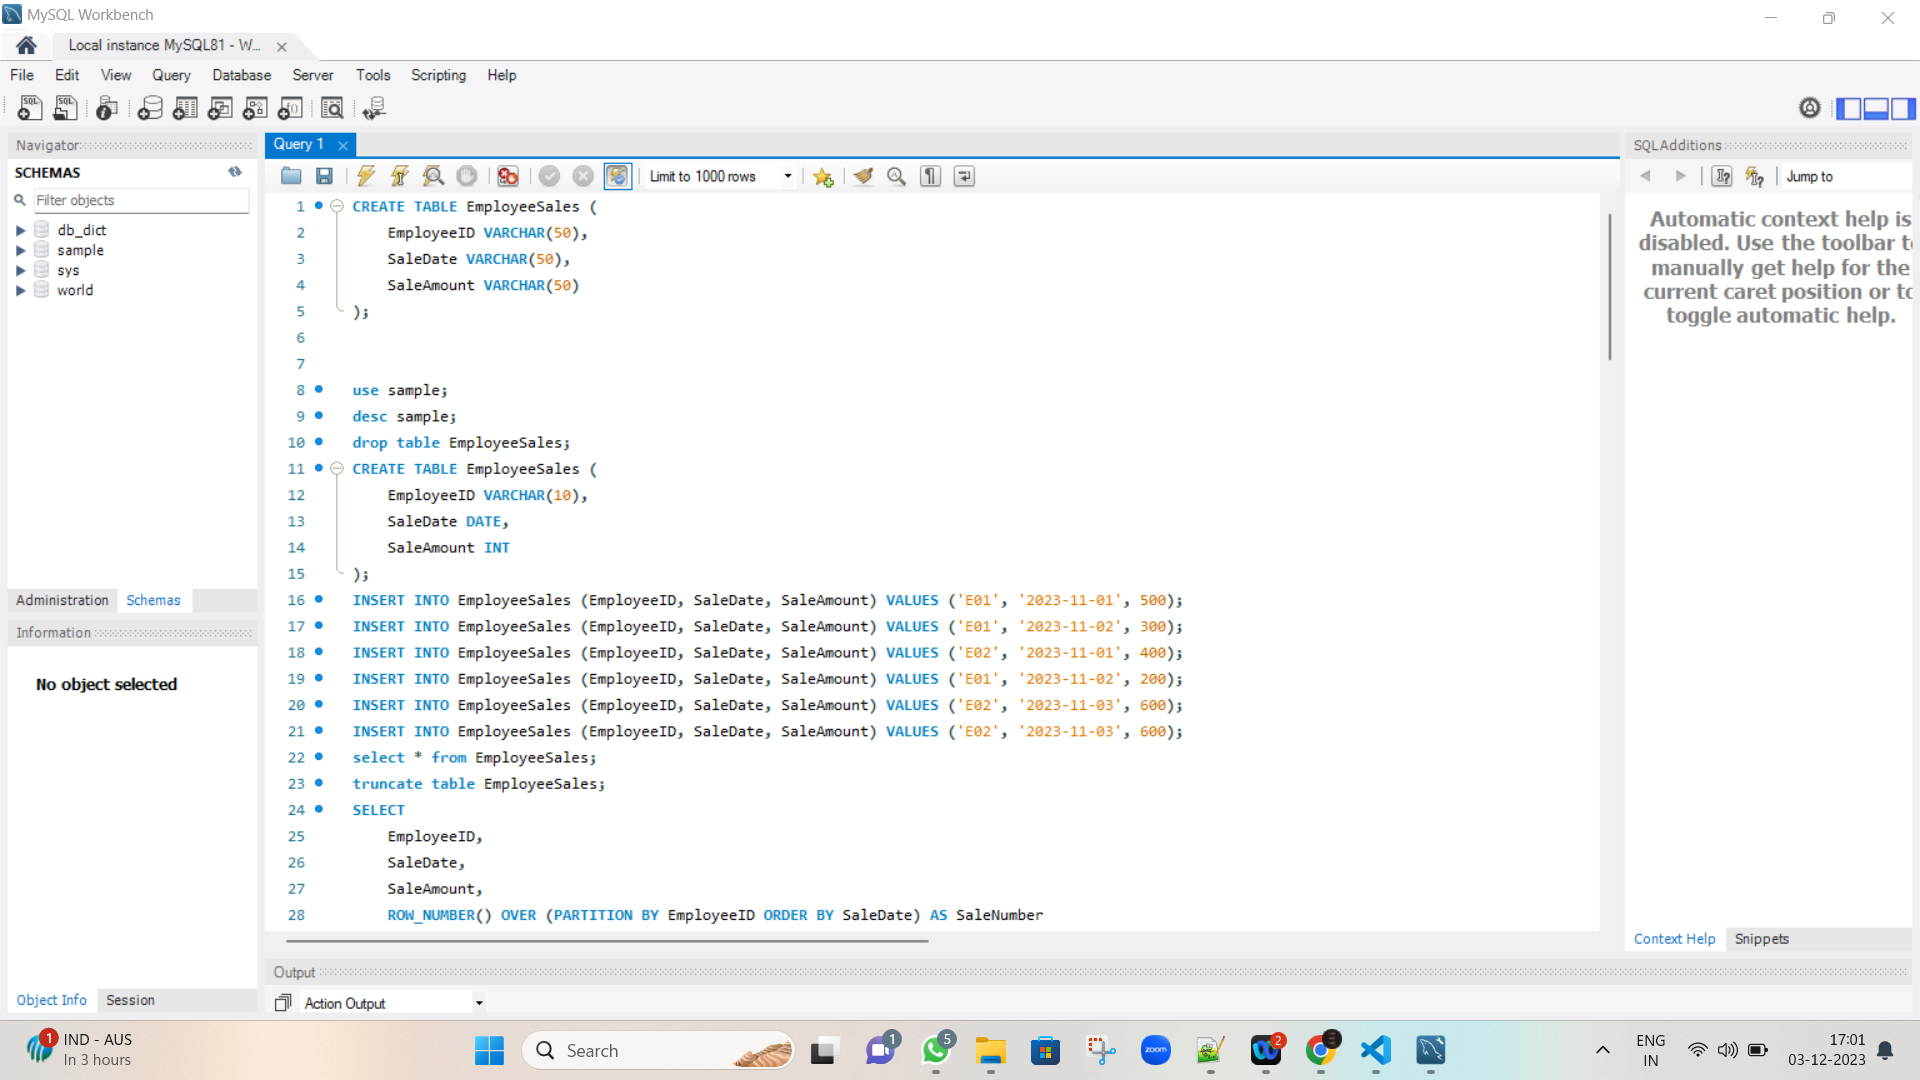 MySQL Workbench
Local instance MySQL81 - W...
File Edit View Query Database Server Tools Scripting Help
Navigator
SCHEMAS
Filter objects
db_dict
sample
sys
world
Administration Schemas
Information
No object selected
Object Info Session
Query 1
Limit to 1000 rows
1 CREATE TABLE EmployeeSales (
2 EmployeeID VARCHAR(50),
3 SaleDate VARCHAR(50),
4 SaleAmount VARCHAR(50)
5 );
6
7
8 use sample;
9 desc sample;
10 drop table EmployeeSales;
11 CREATE TABLE EmployeeSales (
12 EmployeeID VARCHAR(10),
13 SaleDate DATE,
14 SaleAmount INT
15 );
16 INSERT INTO EmployeeSales (EmployeeID, SaleDate, SaleAmount) VALUES ('E01', '2023-11-01', 500);
17 INSERT INTO EmployeeSales (EmployeeID, SaleDate, SaleAmount) VALUES ('E01', '2023-11-02', 300);
18 INSERT INTO EmployeeSales (EmployeeID, SaleDate, SaleAmount) VALUES ('E02', '2023-11-01', 400);
19 INSERT INTO EmployeeSales (EmployeeID, SaleDate, SaleAmount) VALUES ('E01', '2023-11-02', 200);
20 INSERT INTO EmployeeSales (EmployeeID, SaleDate, SaleAmount) VALUES ('E02', '2023-11-03', 600);
21 INSERT INTO EmployeeSales (EmployeeID, SaleDate, SaleAmount) VALUES ('E02', '2023-11-03', 600);
22 select * from EmployeeSales;
23 truncate table EmployeeSales;
24 SELECT
25 EmployeeID,
26 SaleDate,
27 SaleAmount,
28 ROW_NUMBER() OVER (PARTITION BY EmployeeID ORDER BY SaleDate) AS SaleNumber
Output
Action Output
SQLAdditions
Jump to
Automatic context help is
disabled. Use the toolbar to
manually get help for the
current caret position or to
toggle automatic help.
Context Help Snippets
1
IND - AUS
In 3 hours
Search
1
5
zoom
2
ENG
IN
17:01
03-12-2023